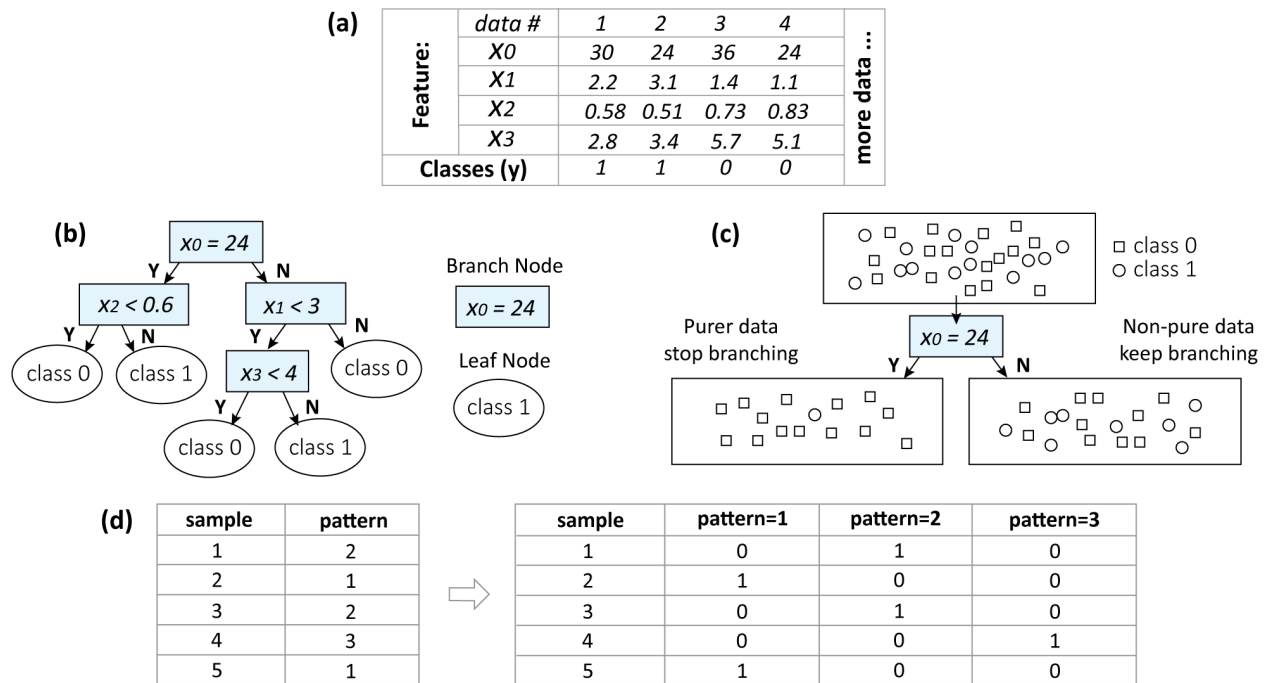 (a)
data # 1 2 3 4
Feature:
x0 30 24 36 24
x1 2.2 3.1 1.4 1.1
x2 0.58 0.51 0.73 0.83
x3 2.8 3.4 5.7 5.1
Classes (y) 1 1 0 0
more data ...
(b)
x0 = 24
Y N
x2 < 0.6 x1 < 3
Y N Y N
class 0 class 1 x3 < 4 class 0
Y N
class 0 class 1
Branch Node
x0 = 24
Leaf Node
class 1
(c)
class 0
class 1
x0 = 24
Purer data
stop branching
Non-pure data
keep branching
Y N
(d)
sample pattern
1 2
2 1
3 2
4 3
5 1
sample pattern=1 pattern=2 pattern=3
1 0 1 0
2 1 0 0
3 0 1 0
4 0 0 1
5 1 0 0